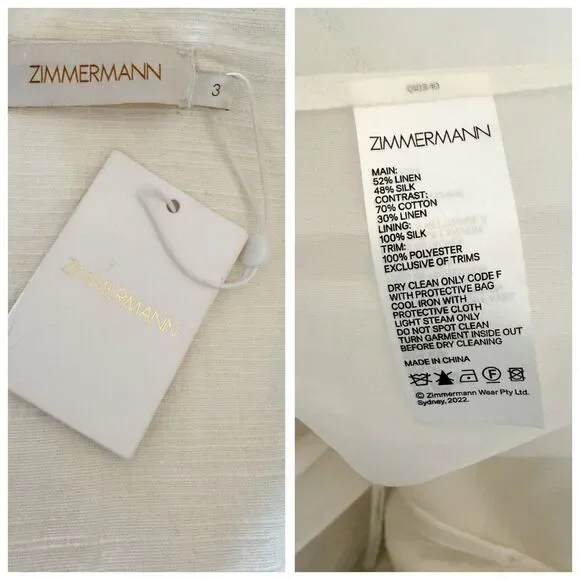 ZIMMERMANN
3
ZIMMERMANN
ZIMMERMANN
MAIN:
52% LINEN
48% SILK
CONTRAST:
70% COTTON
30% LINEN
LINING:
100% SILK
TRIM:
100% POLYESTER
EXCLUSIVE OF TRIMS
DRY CLEAN ONLY CODE F
WITH PROTECTIVE BAG
COOL IRON WITH
PROTECTIVE CLOTH
LIGHT STEAM ONLY
DO NOT SPOT CLEAN
TURN GARMENT INSIDE OUT
BEFORE DRY CLEANING
MADE IN CHINA
F
© Zimmermann Wear Pty Ltd.
Sydney, 2022.